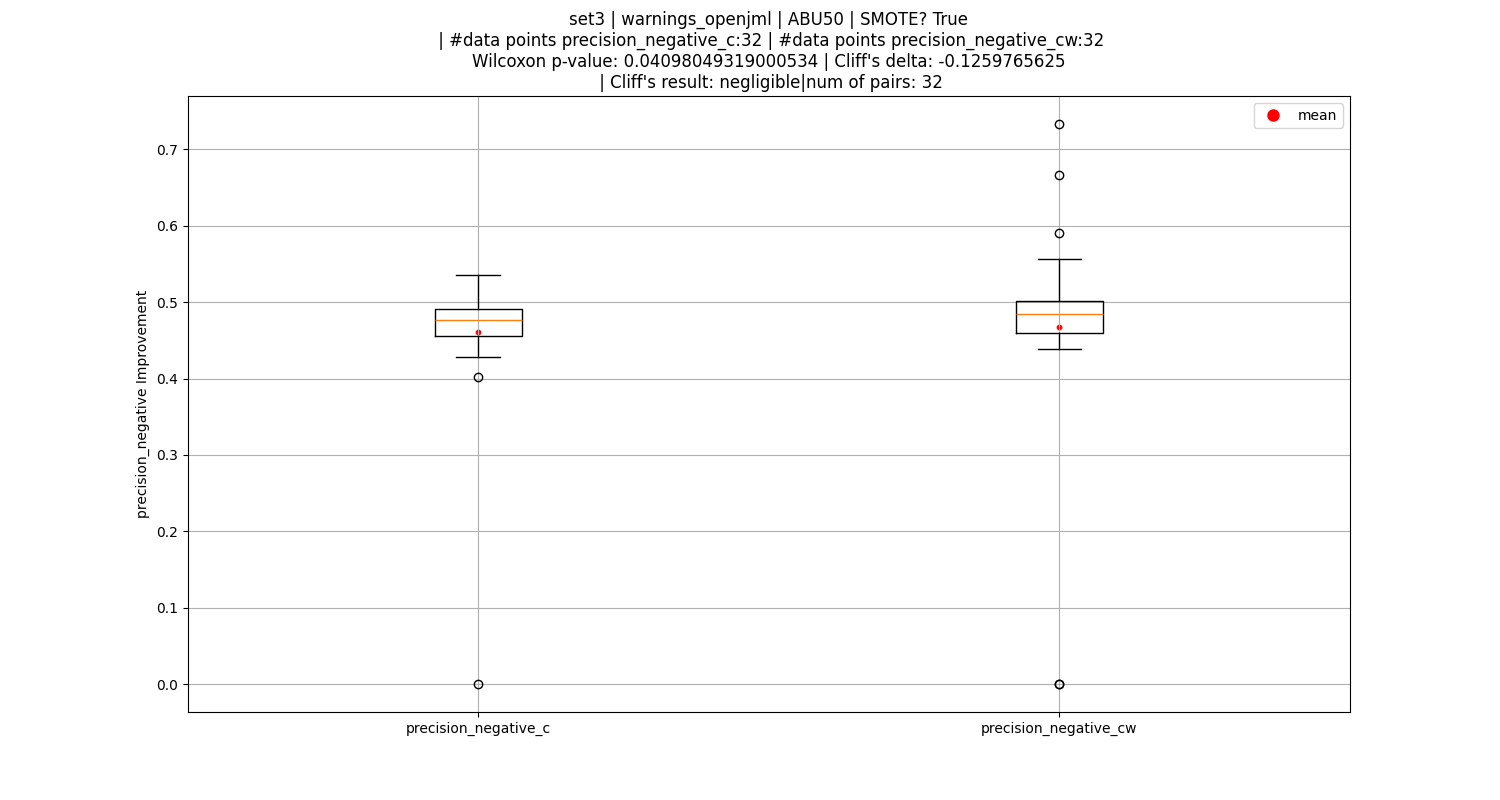 set3 | warnings_openjml | ABU50 | SMOTE? True
| #data points precision_negative_c:32 | #data points precision_negative_cw:32
Wilcoxon p-value: 0.04098049319000534 | Cliff's delta: -0.1259765625
| Cliff's result: negligible|num of pairs: 32
mean
0.7
0.6
0.5
0.4
0.3
0.2
0.1
0.0
precision_negative Improvement
precision_negative_c
precision_negative_cw